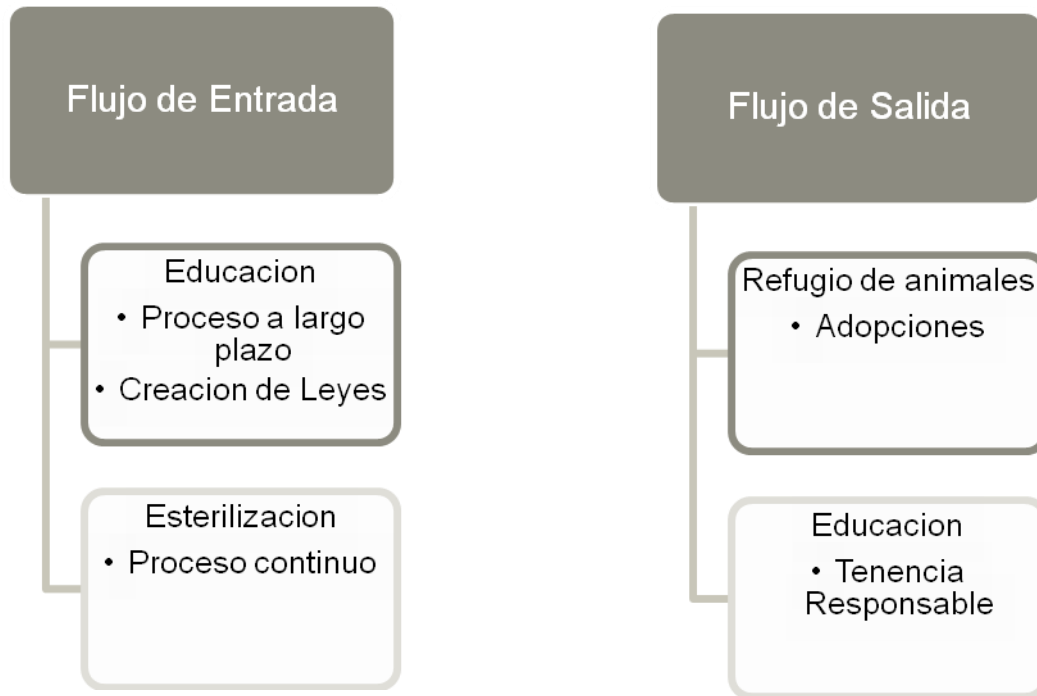 Flujo de Entrada
Educacion
• Proceso a largo
plazo
• Creacion de Leyes
Esterilizacion
• Proceso continuo
Flujo de Salida
Refugio de animales
• Adopciones
Educacion
• Tenencia
Responsable